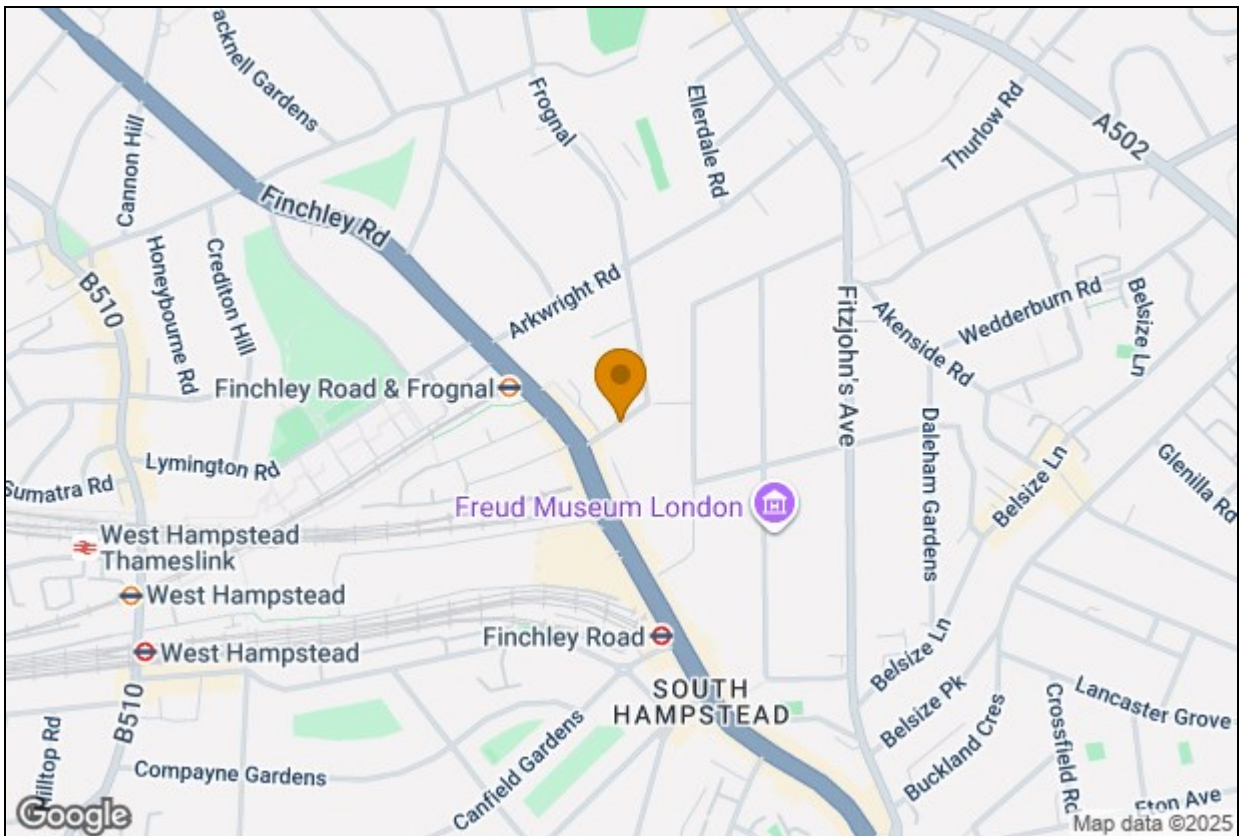 acknell Gardens
Cannon Hill
Frognal
Ellerdale Rd
Thurlow Rd
A502
Finchley Rd
B510
Honeybourne Rd
Crediton Hill
Arkwright Rd
Fitzjohn's Ave
Akenside Rd
Wedderburn Rd
Belsize Ln
Finchley Road & Frognal
Lymington Rd
Sumatra Rd
Daleham Gardens
Belsize Ln
Glenilla Rd
Freud Museum London
West Hampstead
Thameslink
West Hampstead
West Hampstead
Finchley Road
SOUTH
HAMPSTEAD
Belsize Ln
Belsize Pk
Lancaster Grove
Buckland Cres
Crossfield Rd
Hilltop Rd
B510
Compayne Gardens
Canfield Gardens
Eton Ave
Google
Map data ©2025